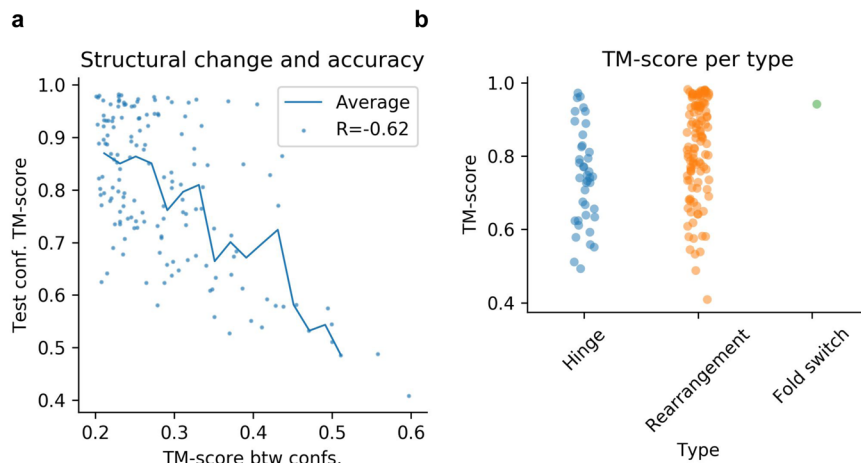 a
b
Structural change and accuracy
TM-score per type
1.0
0.9
0.8
0.7
0.6
0.5
0.4
Test conf. TM-score
Average
R=-0.62
0.2
0.3
0.4
0.5
0.6
TM-score btw confs.
1.0
0.8
0.6
0.4
TM-score
Hinge
Rearrangement
Fold switch
Type